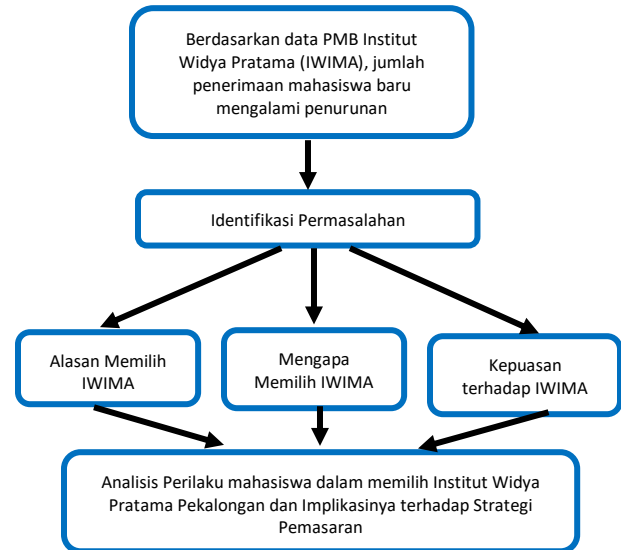 Berdasarkan data PMB Institut
Widya Pratama (IWIMA), jumlah
penerimaan mahasiswa baru
mengalami penurunan
Identifikasi Permasalahan
Alasan Memilih
IWIMA
Mengapa
Memilih IWIMA
Kepuasan
terhadap IWIMA
Analisis Perilaku mahasiswa dalam memilih Institut Widya
Pratama Pekalongan dan Implikasinya terhadap Strategi
Pemasaran